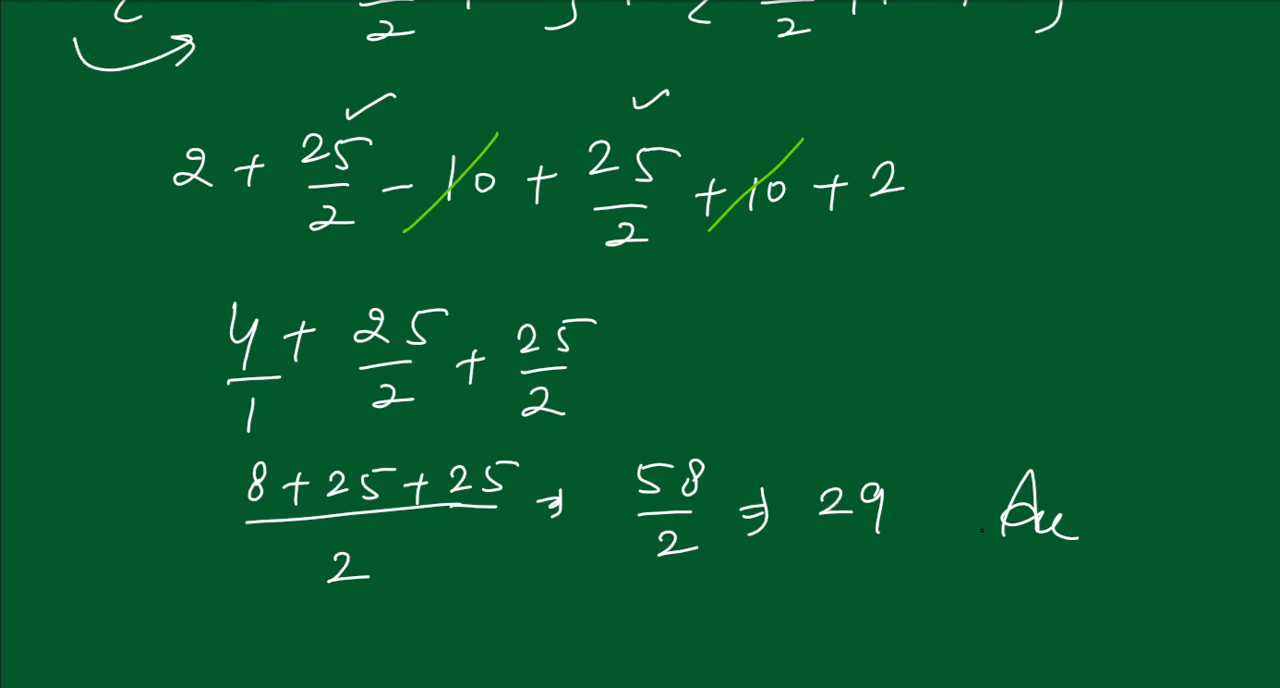 2 + 25/2 - 10 + 25/2 + 10 + 2
4/1 + 25/2 + 25/2
(8 + 25 + 25)/2 ⇒ 58/2 ⇒ 29 Au